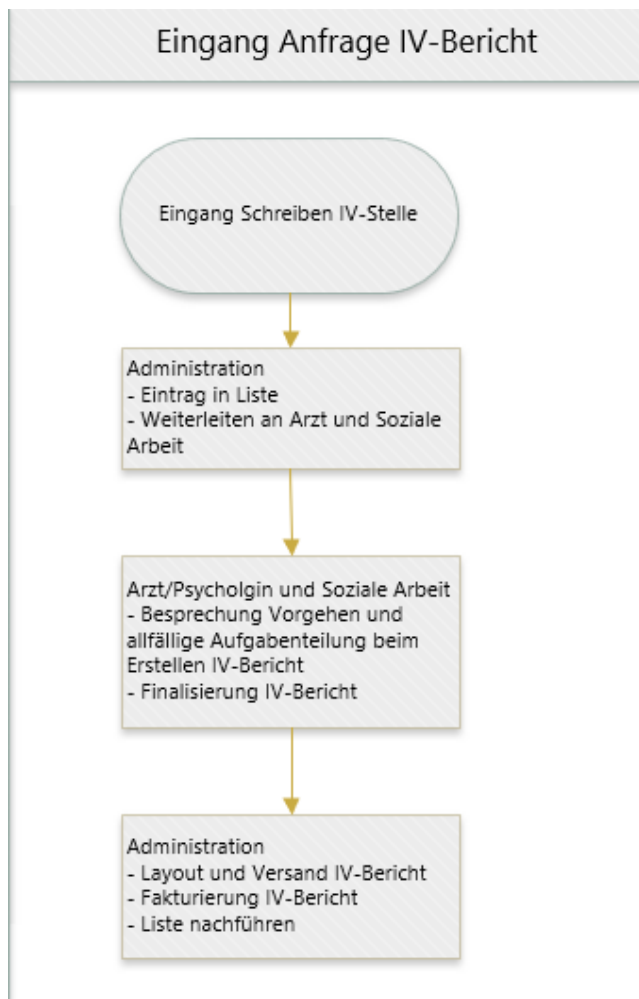 Eingang Anfrage IV-Bericht
Eingang Schreiben IV-Stelle
Administration
- Eintrag in Liste
- Weiterleiten an Arzt und Soziale
Arbeit
Arzt/Psycholgin und Soziale Arbeit
- Besprechung Vorgehen und
allfällige Aufgabenteilung beim
Erstellen IV-Bericht
- Finalisierung IV-Bericht
Administration
- Layout und Versand IV-Bericht
- Fakturierung IV-Bericht
- Liste nachführen